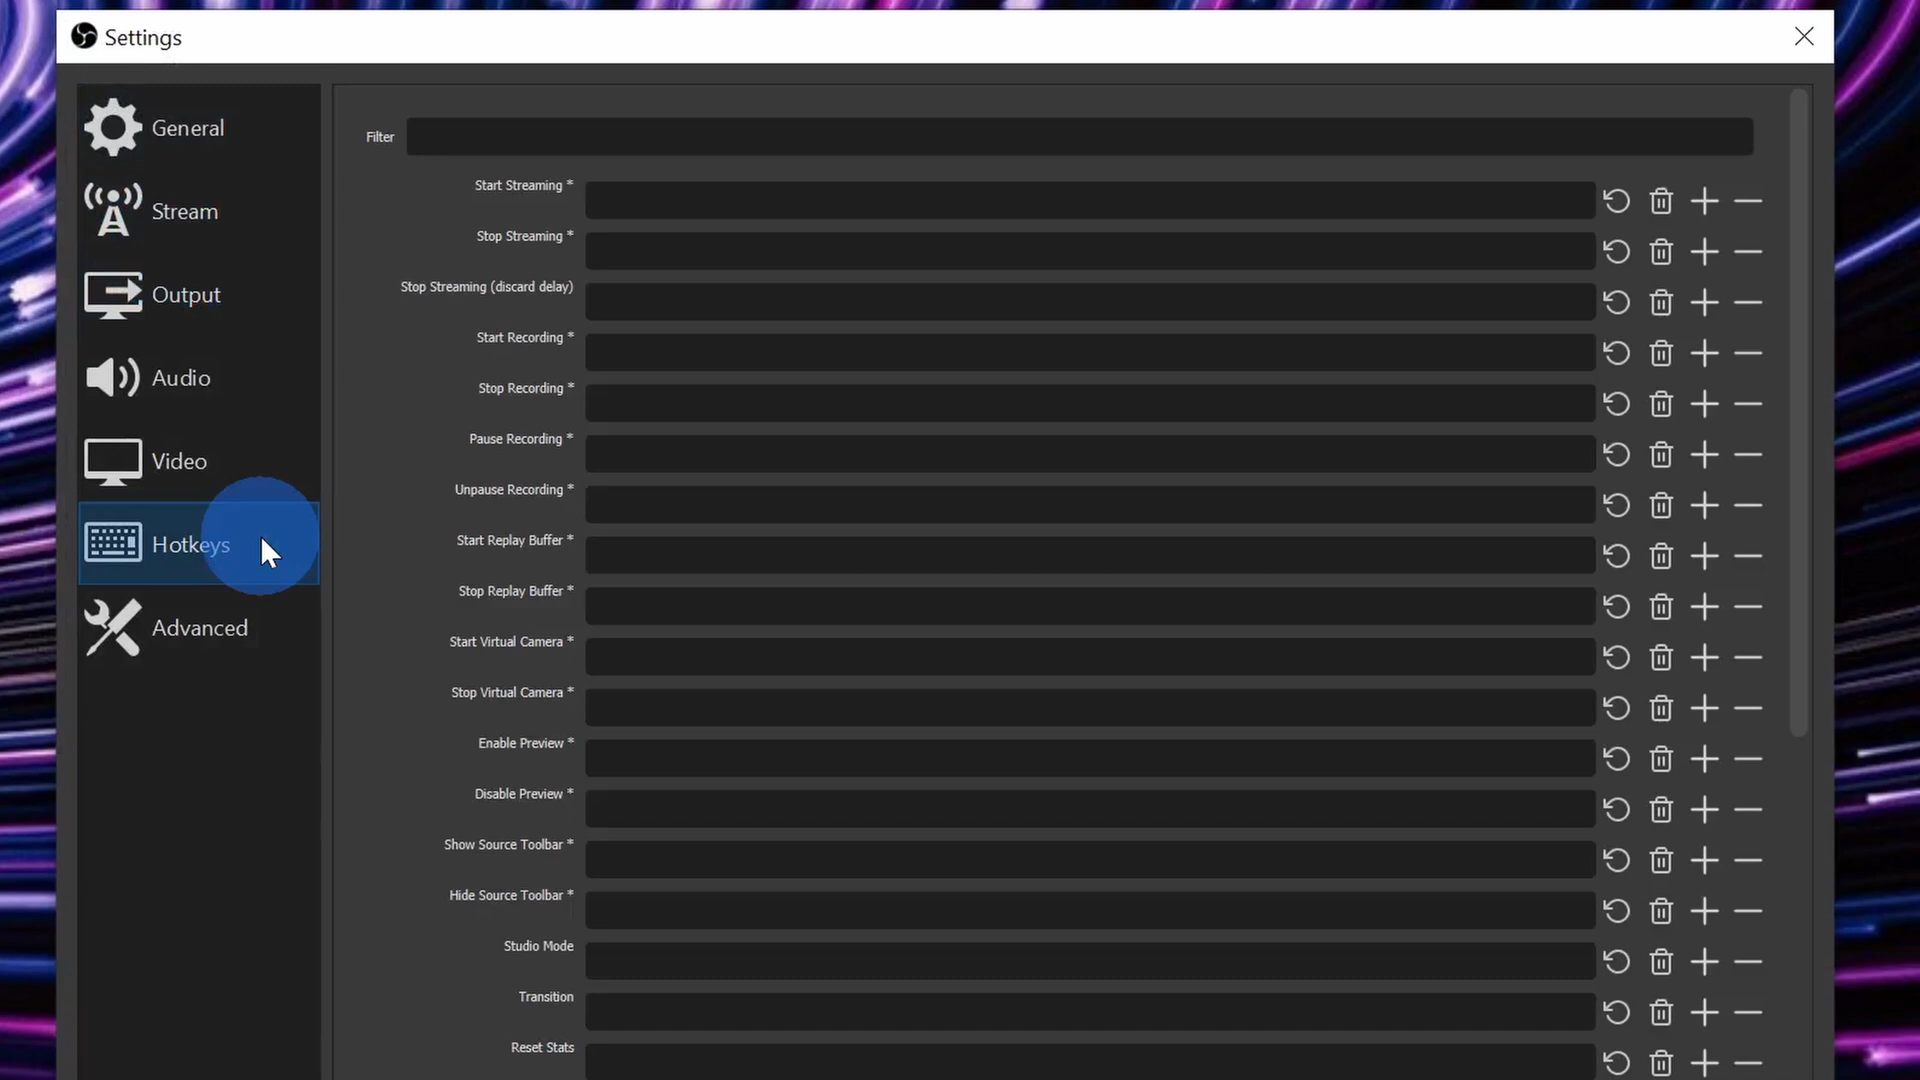 Settings
General
Stream
Output
Audio
Video
Hotkeys
Advanced
Filter
Start Streaming *
Stop Streaming *
Stop Streaming (discard delay)
Start Recording *
Stop Recording *
Pause Recording *
Unpause Recording *
Start Replay Buffer *
Stop Replay Buffer *
Start Virtual Camera *
Stop Virtual Camera *
Enable Preview *
Disable Preview *
Show Source Toolbar *
Hide Source Toolbar *
Studio Mode
Transition
Reset Stats